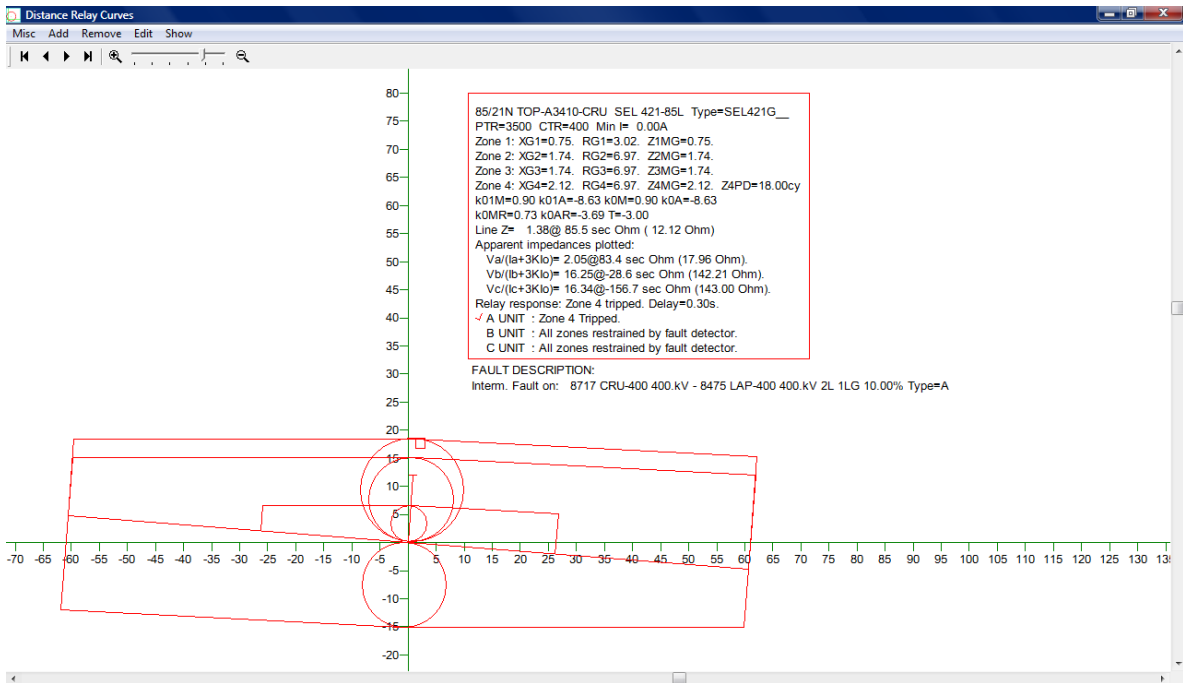 Distance Relay Curves
Misc Add Remove Edit Show
85/21N TOP-A3410-CRU SEL 421-85L Type=SEL421G__
PTR=3500 CTR=400 Min I= 0.00A
Zone 1: XG1=0.75. RG1=3.02. Z1MG=0.75.
Zone 2: XG2=1.74. RG2=6.97. Z2MG=1.74.
Zone 3: XG3=1.74. RG3=6.97. Z3MG=1.74.
Zone 4: XG4=2.12. RG4=6.97. Z4MG=2.12. Z4PD=18.00cy
k01M=0.90 k01A=-8.63 k0M=0.90 k0A=-8.63
k0MR=0.73 k0AR=-3.69 T=-3.00
Line Z= 1.38@ 85.5 sec Ohm ( 12.12 Ohm)
Apparent impedances plotted:
Va/(Ia+3KIo)= 2.05@83.4 sec Ohm (17.96 Ohm).
Vb/(Ib+3KIo)= 16.25@-28.6 sec Ohm (142.21 Ohm).
Vc/(Ic+3KIo)= 16.34@-156.7 sec Ohm (143.00 Ohm).
Relay response: Zone 4 tripped. Delay=0.30s.
A UNIT : Zone 4 Tripped.
B UNIT : All zones restrained by fault detector.
C UNIT : All zones restrained by fault detector.
FAULT DESCRIPTION:
Interm. Fault on: 8717 CRU-400 400.kV - 8475 LAP-400 400.kV 2L 1LG 10.00% Type=A
80
75
70
65
60
55
50
45
40
35
30
25
20
15
10
5
-70 -65 -60 -55 -50 -45 -40 -35 -30 -25 -20 -15 -10 -5 5 10 15 20 25 30 35 40 45 50 55 60 65 70 75 80 85 90 95 100 105 110 115 120 125 130
-5
-10
-15
-20